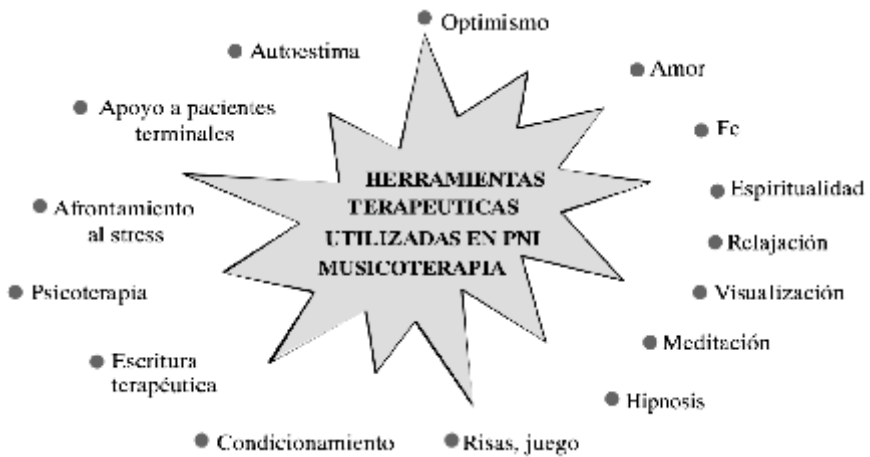 Optimismo
Autoestima
Amor
Apoyo a pacientes
terminales
Fe
HERRAMIENTAS
TERAPEUTICAS
UTILIZADAS EN PNI
MUSICOTERAPIA
Espiritualidad
Afrontamiento
al stress
Relajación
Psicoterapia
Visualización
Meditación
Escritura
terapéutica
Hipnosis
Condicionamiento
Risas, juego